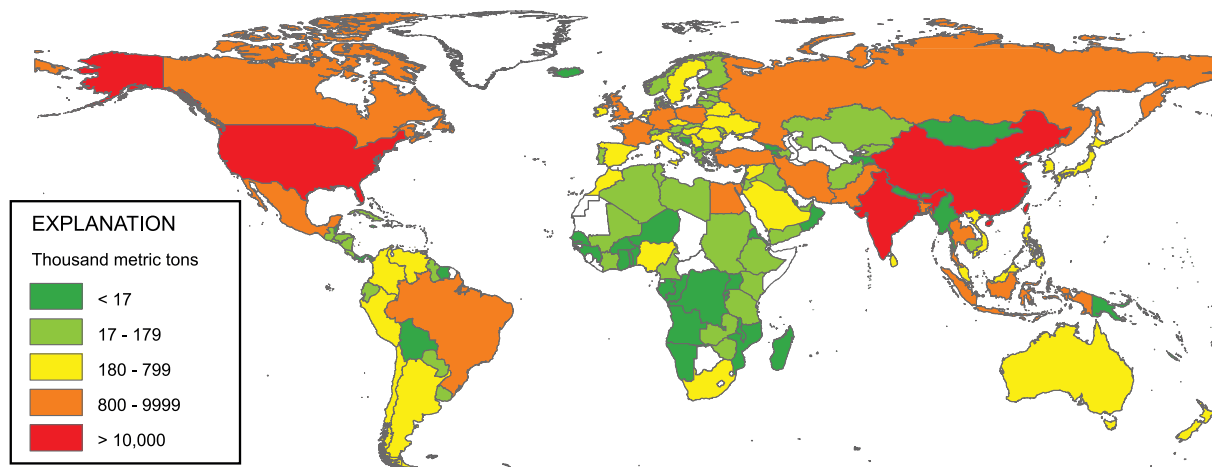 EXPLANATION
Thousand metric tons
< 17
17 - 179
180 - 799
800 - 9999
> 10,000